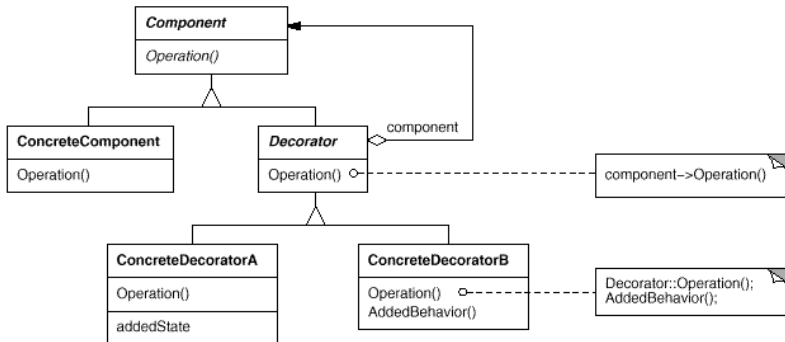 Component
Operation()
component
ConcreteComponent
Operation()
Decorator
Operation()
component->Operation()
ConcreteDecoratorA
Operation()
addedState
ConcreteDecoratorB
Operation()
AddedBehavior()
Decorator::Operation();
AddedBehavior();